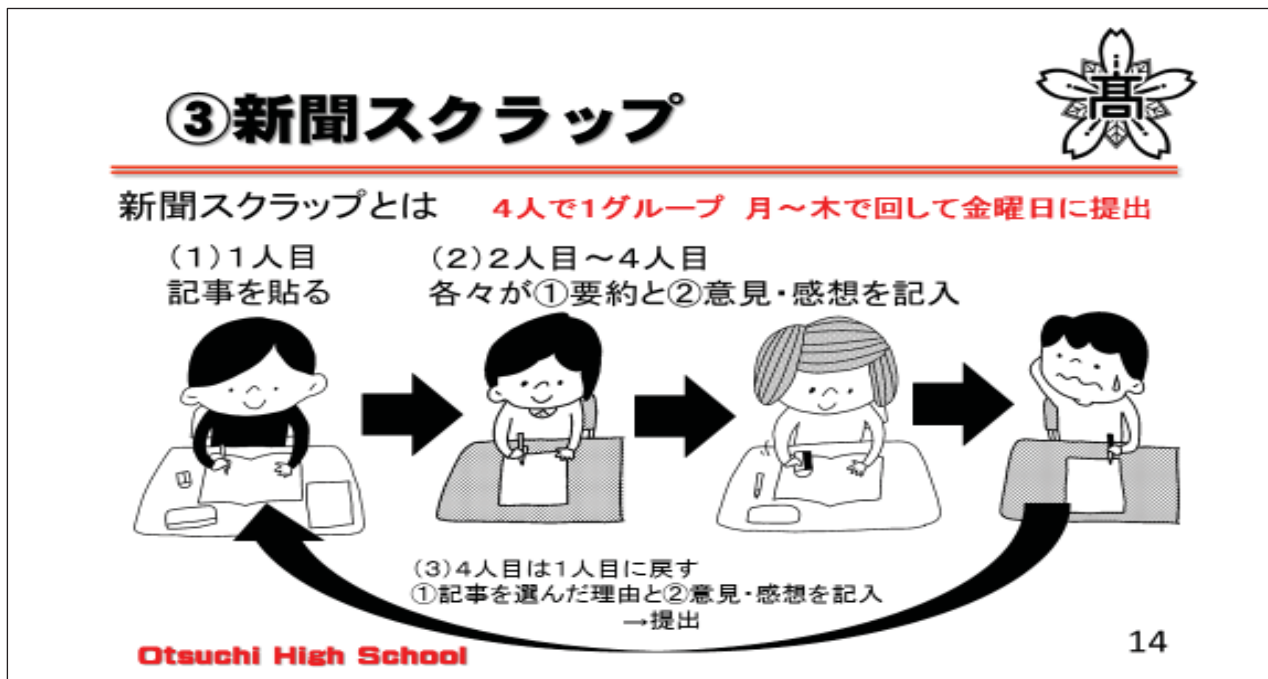 ③新聞スクラップ
高
新聞スクラップとは
4人で1グループ 月～木で回して金曜日に提出
(1)1人目
記事を貼る
(2)2人目～4人目
各々が①要約と②意見・感想を記入
(3)4人目は1人目に戻す
①記事を選んだ理由と②意見・感想を記入
→提出
Otsuchi High School
14